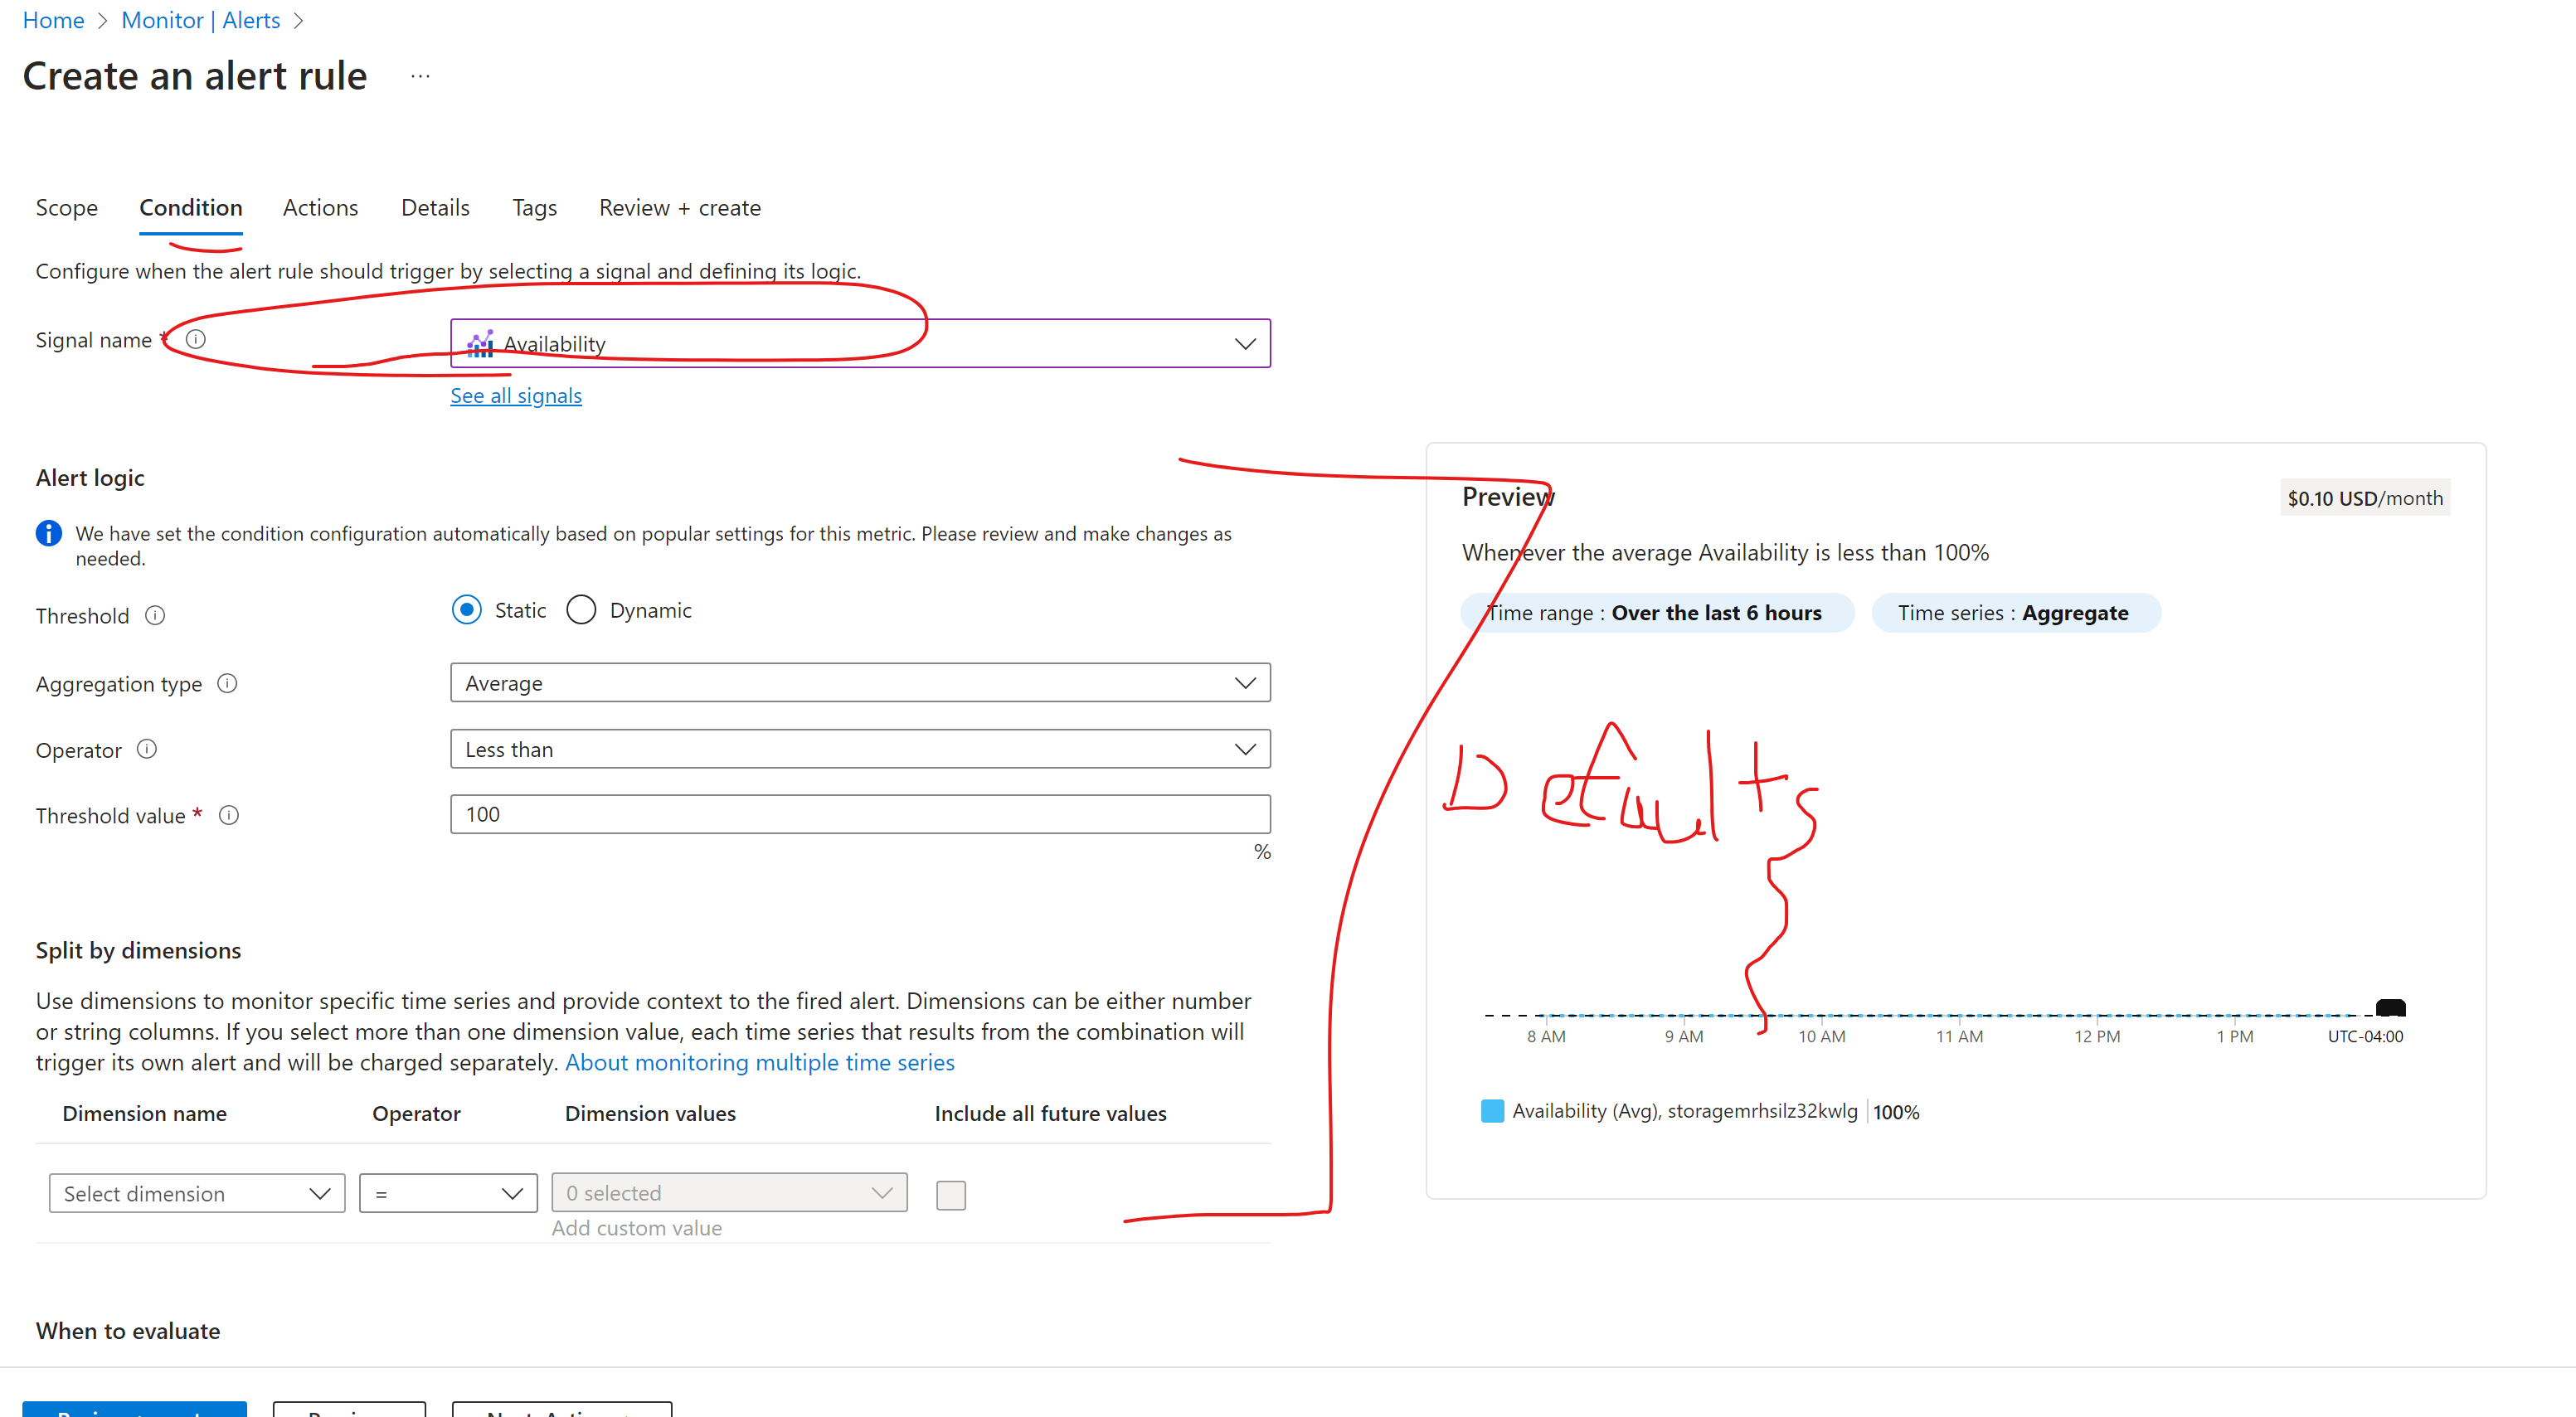 Home > Monitor | Alerts >
Create an alert rule ...
Scope Condition Actions Details Tags Review + create
Configure when the alert rule should trigger by selecting a signal and defining its logic.
Signal name * Availability
See all signals
Alert logic
We have set the condition configuration automatically based on popular settings for this metric. Please review and make changes as
needed.
Threshold Static Dynamic
Aggregation type Average
Operator Less than
Threshold value * 100
%
Split by dimensions
Use dimensions to monitor specific time series and provide context to the fired alert. Dimensions can be either number
or string columns. If you select more than one dimension value, each time series that results from the combination will
trigger its own alert and will be charged separately. About monitoring multiple time series
Dimension name Operator Dimension values Include all future values
Select dimension = 0 selected
Add custom value
When to evaluate
Preview $0.10 USD/month
Whenever the average Availability is less than 100%
Time range : Over the last 6 hours Time series : Aggregate
Defaults
8 AM 9 AM 10 AM 11 AM 12 PM 1 PM UTC-04:00
Availability (Avg), storagemrhsilz32kwlg 100%